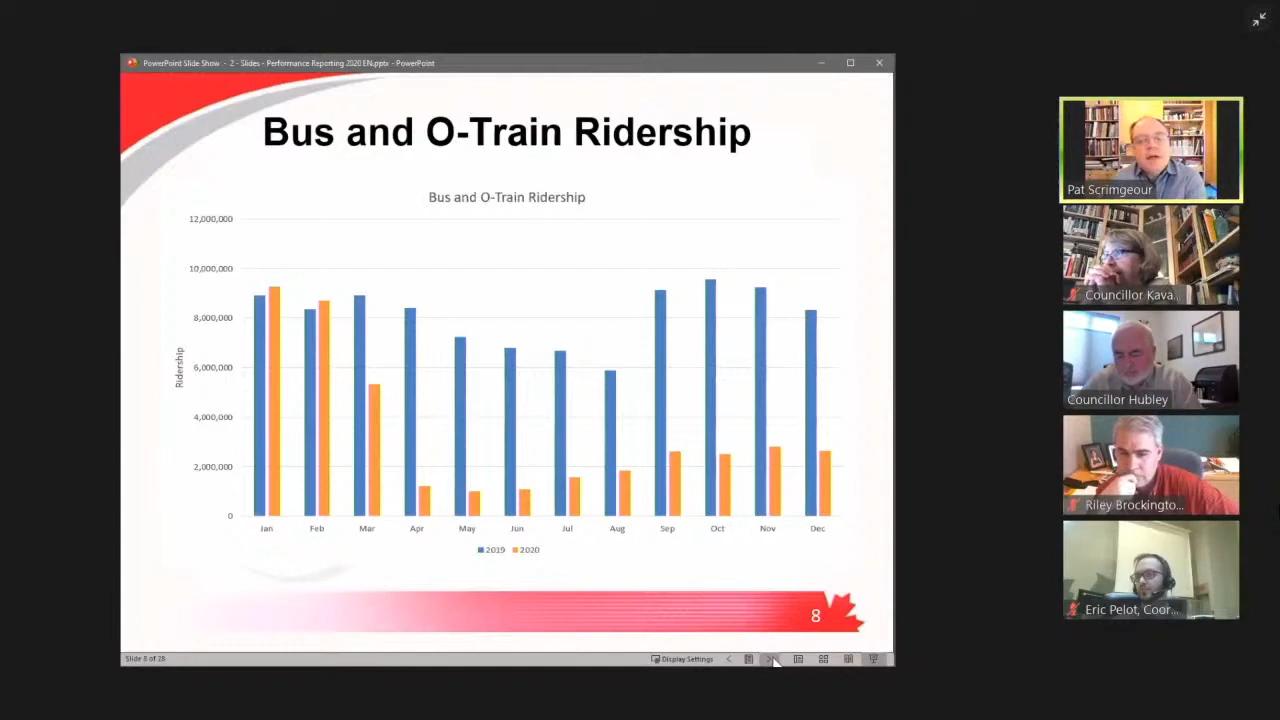 PowerPoint Slide Show - 2 - Slides - Performance Reporting 2020 EN.pptx - PowerPoint
Bus and O-Train Ridership
Bus and O-Train Ridership
12,000,000
10,000,000
8,000,000
6,000,000
4,000,000
2,000,000
0
Ridership
Jan Feb Mar Apr May Jun Jul Aug Sep Oct Nov Dec
2019 2020
8
Slide 8 of 28
Display Settings
Pat Scrimgeour
Councillor Kava...
Councillor Hubley
Riley Brockingto...
Eric Pelot, Coor...